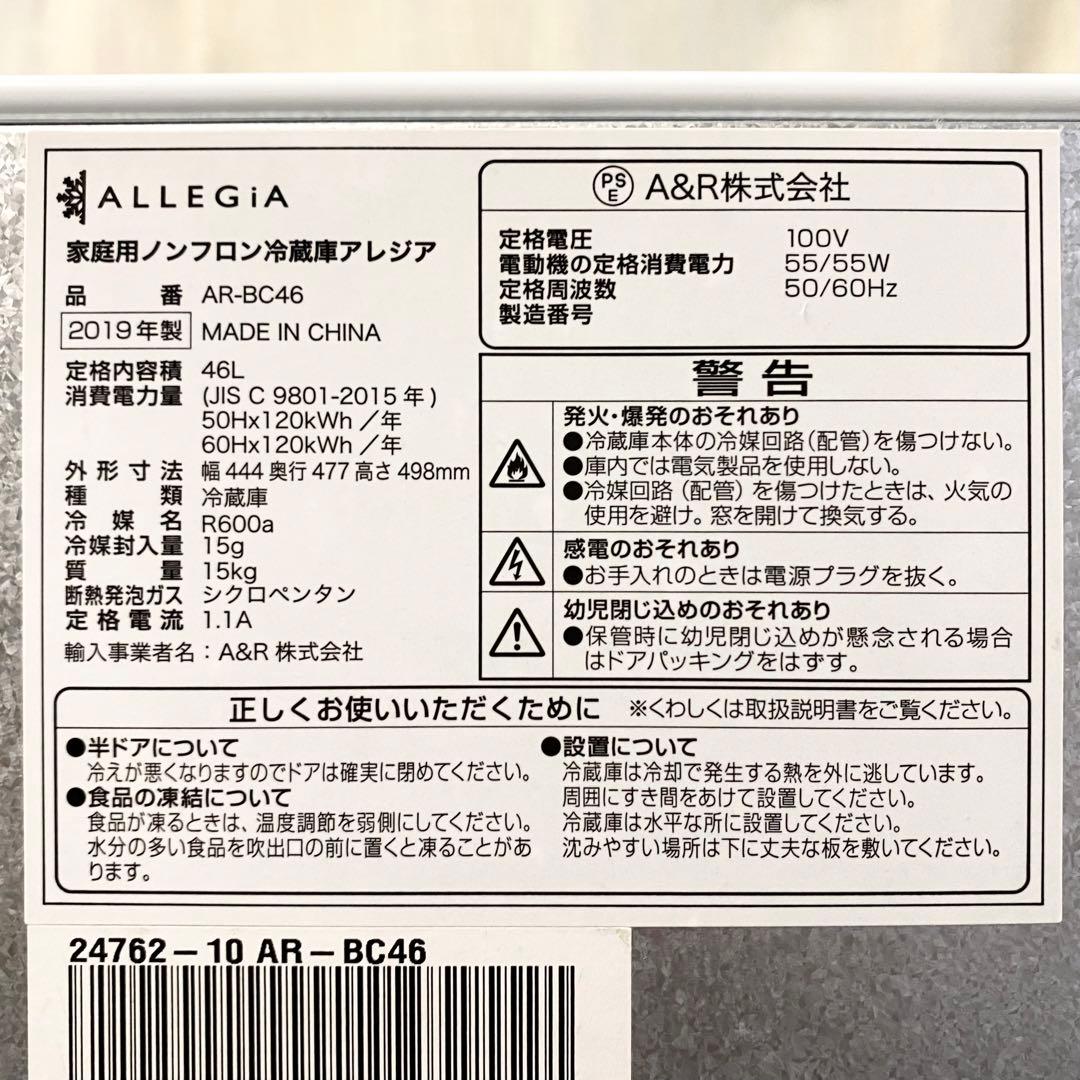 ALLEGiA
家庭用ノンフロン冷蔵庫アレジア
品番 AR-BC46
2019年製 MADE IN CHINA
定格内容積 46L
消費電力量 (JIS C 9801-2015年)
50Hx120kWh／年
60Hx120kWh／年
外形寸法 幅444奥行477高さ498mm
種類 冷蔵庫
冷媒名 R600a
冷媒封入量 15g
質量 15kg
断熱発泡ガス シクロペンタン
定格電流 1.1A
輸入事業者名：A&R株式会社
PSE A&R株式会社
定格電圧 100V
電動機の定格消費電力 55/55W
定格周波数 50/60Hz
製造番号
警告
発火・爆発のおそれあり
●冷蔵庫本体の冷媒回路（配管）を傷つけない。
●庫内では電気製品を使用しない。
●冷媒回路（配管）を傷つけたときは、火気の
使用を避け。窓を開けて換気する。
感電のおそれあり
●お手入れのときは電源プラグを抜く。
幼児閉じ込めのおそれあり
●保管時に幼児閉じ込めが懸念される場合
はドアパッキングをはずす。
正しくお使いいただくために ※くわしくは取扱説明書をご覧ください。
●半ドアについて
冷えが悪くなりますのでドアは確実に閉めてください。
●食品の凍結について
食品が凍るときは、温度調節を弱側にしてください。
水分の多い食品を吹出口の前に置くと凍ることがあ
ります。
●設置について
冷蔵庫は冷却で発生する熱を外に逃しています。
周囲にすき間をあけて設置してください。
冷蔵庫は水平な所に設置してください。
沈みやすい場所は下に丈夫な板を敷いてください。
24762-10 AR-BC46